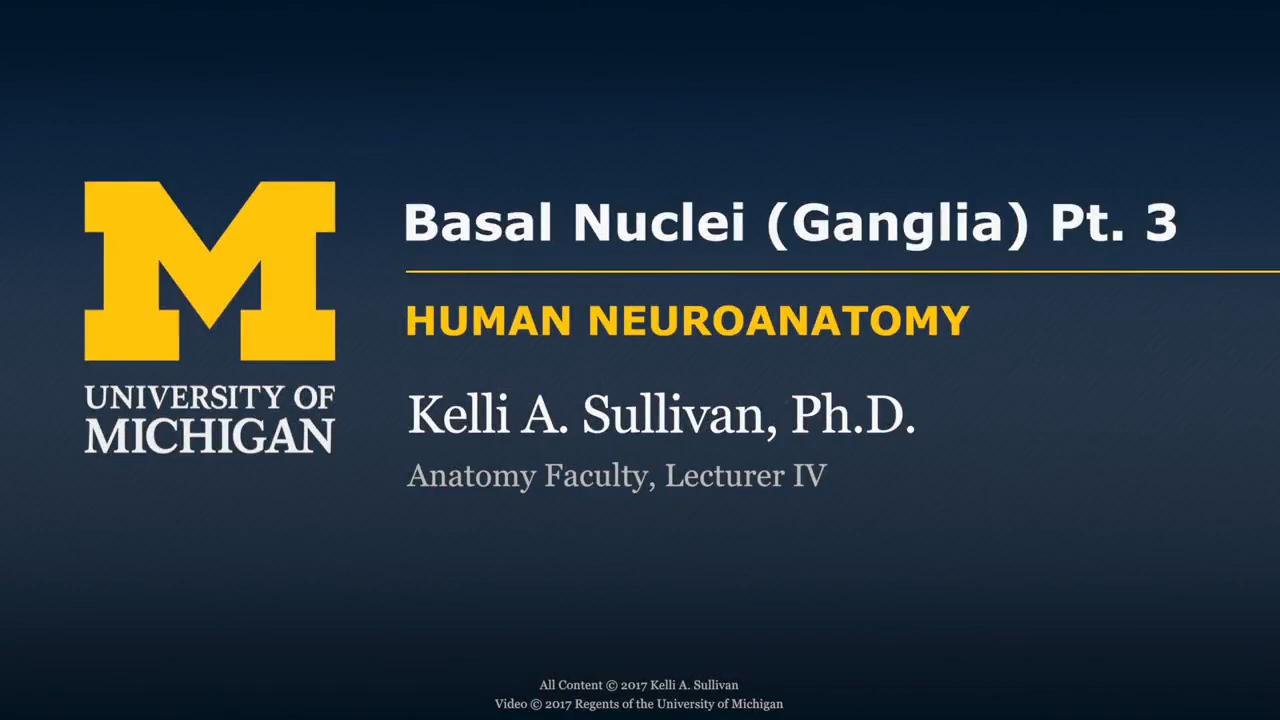 Basal Nuclei (Ganglia) Pt. 3
HUMAN NEUROANATOMY
M
UNIVERSITY OF
MICHIGAN
Kelli A. Sullivan, Ph.D.
Anatomy Faculty, Lecturer IV
All Content © 2017 Kelli A. Sullivan
Video © 2017 Regents of the University of Michigan